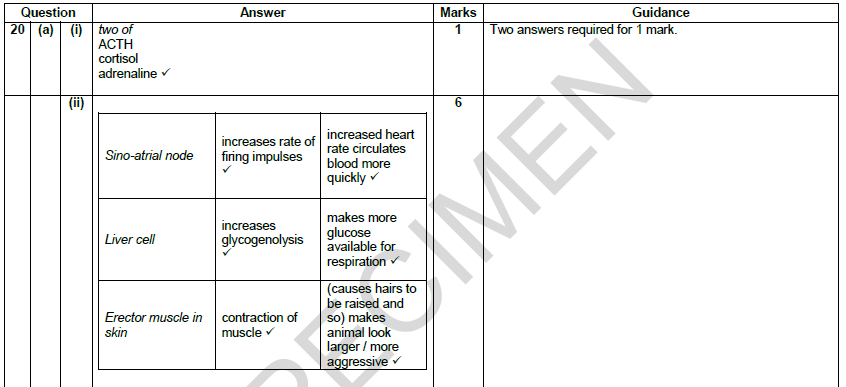 Question Answer Marks Guidance
20 (a) (i) two of 1 Two answers required for 1 mark.
ACTH
cortisol
adrenaline ✓
(ii) 6
Sino-atrial node
increases rate of
firing impulses
✓
increased heart
rate circulates
blood more
quickly ✓
Liver cell
increases
glycogenolysis
✓
makes more
glucose
available for
respiration ✓
Erector muscle in
skin
contraction of
muscle ✓
(causes hairs to
be raised and
so) makes
animal look
larger / more
aggressive ✓
PECIMEN